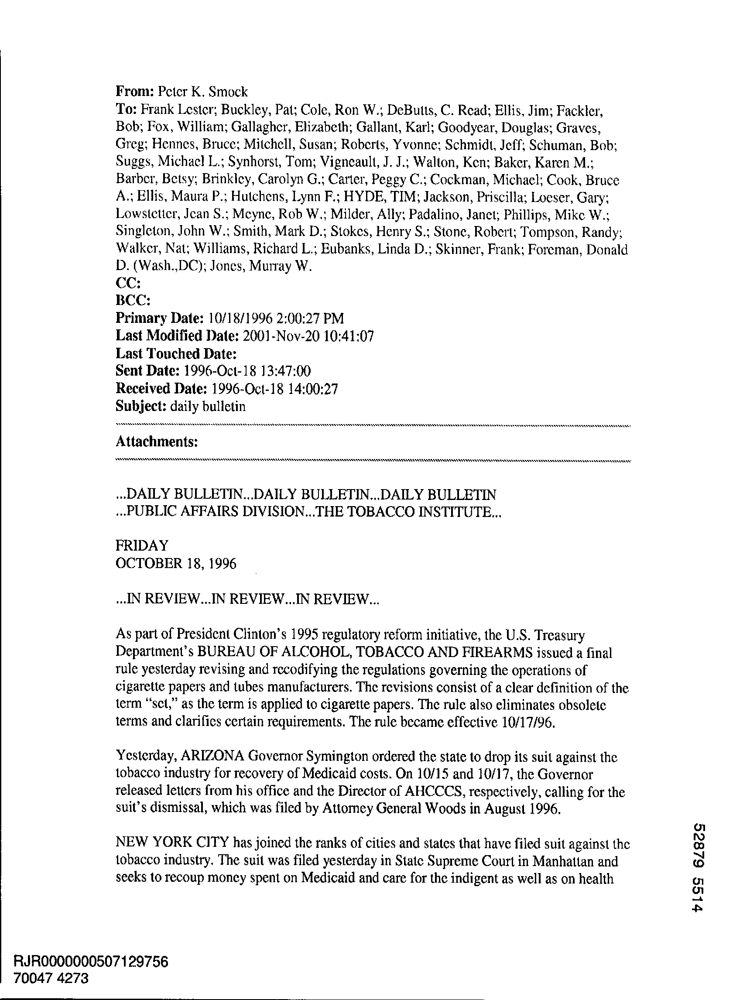 From: Peter K. Smock
To: Frank Lester; Buckley, Pat; Cole, Ron W.; DeButts, C. Read; Ellis, Jim; Fackler,
Bob; Fox, William; Gallagher, Elizabeth; Gallant, Karl; Goodyear, Douglas; Graves,
Greg; Hennes, Bruce; Mitchell, Susan; Roberts, Yvonne; Schmidt, Jeff; Schuman, Bob;
Suggs, Michael L.; Synhorst, Tom; Vigneault, J. J.; Walton, Ken; Baker, Karen M.;
Barber, Betsy; Brinkley, Carolyn G.; Carter, Peggy C.; Cockman, Michael; Cook, Bruce
A.; Ellis, Maura P.; Hutchens, Lynn F.; HYDE, TIM; Jackson, Priscilla; Loeser, Gary;
Lowstetter, Jean S.; Meyne, Rob W.; Milder, Ally; Padalino, Janet; Phillips, Mike W.;
Singleton, John W.; Smith, Mark D.; Stokes, Henry S.; Stone, Robert; Tompson, Randy;
Walker, Nat; Williams, Richard L.; Eubanks, Linda D.; Skinner, Frank; Foreman, Donald
D. (Wash.,DC); Jones, Murray W.
CC:
BCC:
Primary Date: 10/18/1996 2:00:27 PM
Last Modified Date: 2001-Nov-20 10:41:07
Last Touched Date:
Sent Date: 1996-Oct-18 13:47:00
Received Date: 1996-Oct-18 14:00:27
Subject: daily bulletin
Attachments:
...DAILY BULLETIN...DAILY BULLETIN...DAILY BULLETIN
...PUBLIC AFFAIRS DIVISION...THE TOBACCO INSTITUTE...
FRIDAY
OCTOBER 18, 1996
...IN REVIEW...IN REVIEW...IN REVIEW...
As part of President Clinton's 1995 regulatory reform initiative, the U.S. Treasury
Department's BUREAU OF ALCOHOL, TOBACCO AND FIREARMS issued a final
rule yesterday revising and recodifying the regulations governing the operations of
cigarette papers and tubes manufacturers. The revisions consist of a clear definition of the
term "set," as the term is applied to cigarette papers. The rule also eliminates obsolete
terms and clarifies certain requirements. The rule became effective 10/17/96.
Yesterday, ARIZONA Governor Symington ordered the state to drop its suit against the
tobacco industry for recovery of Medicaid costs. On 10/15 and 10/17, the Governor
released letters from his office and the Director of AHCCCS, respectively, calling for the
suit's dismissal, which was filed by Attorney General Woods in August 1996.
NEW YORK CITY has joined the ranks of cities and states that have filed suit against the
tobacco industry. The suit was filed yesterday in State Supreme Court in Manhattan and
seeks to recoup money spent on Medicaid and care for the indigent as well as on health
52879 5514
RJR0000000507129756
70047 4273